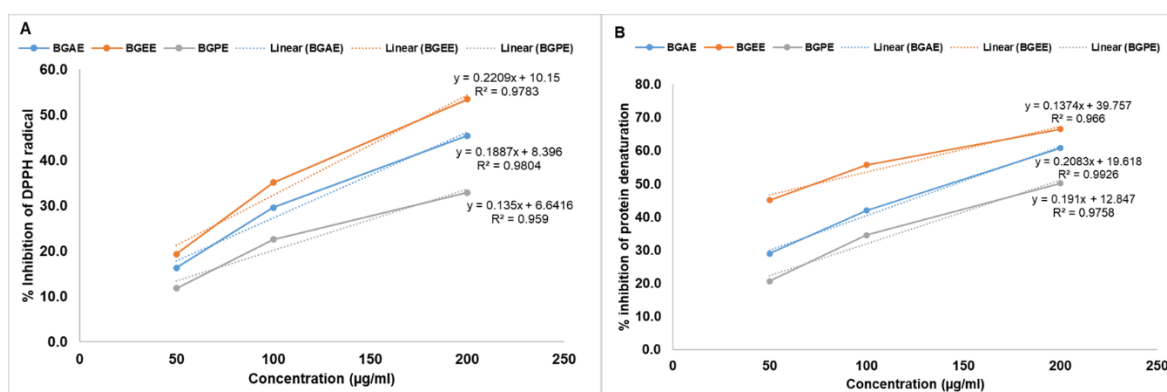 A
BGAE BGEE BGPE Linear (BGAE) Linear (BGEE) Linear (BGPE)
60.0
50.0
40.0
30.0
20.0
10.0
0.0
% Inhibition of DPPH radical
y = 0.2209x + 10.15
R² = 0.9783
y = 0.1887x + 8.396
R² = 0.9804
y = 0.135x + 6.6416
R² = 0.959
0 50 100 150 200 250
Concentration (µg/ml)
B
BGAE BGEE BGPE Linear (BGAE) Linear (BGEE) Linear (BGPE)
80.0
70.0
60.0
50.0
40.0
30.0
20.0
10.0
0.0
% inhibition of protein denaturation
y = 0.1374x + 39.757
R² = 0.966
y = 0.2083x + 19.618
R² = 0.9926
y = 0.191x + 12.847
R² = 0.9758
0 50 100 150 200 250
Concentration (µg/ml)